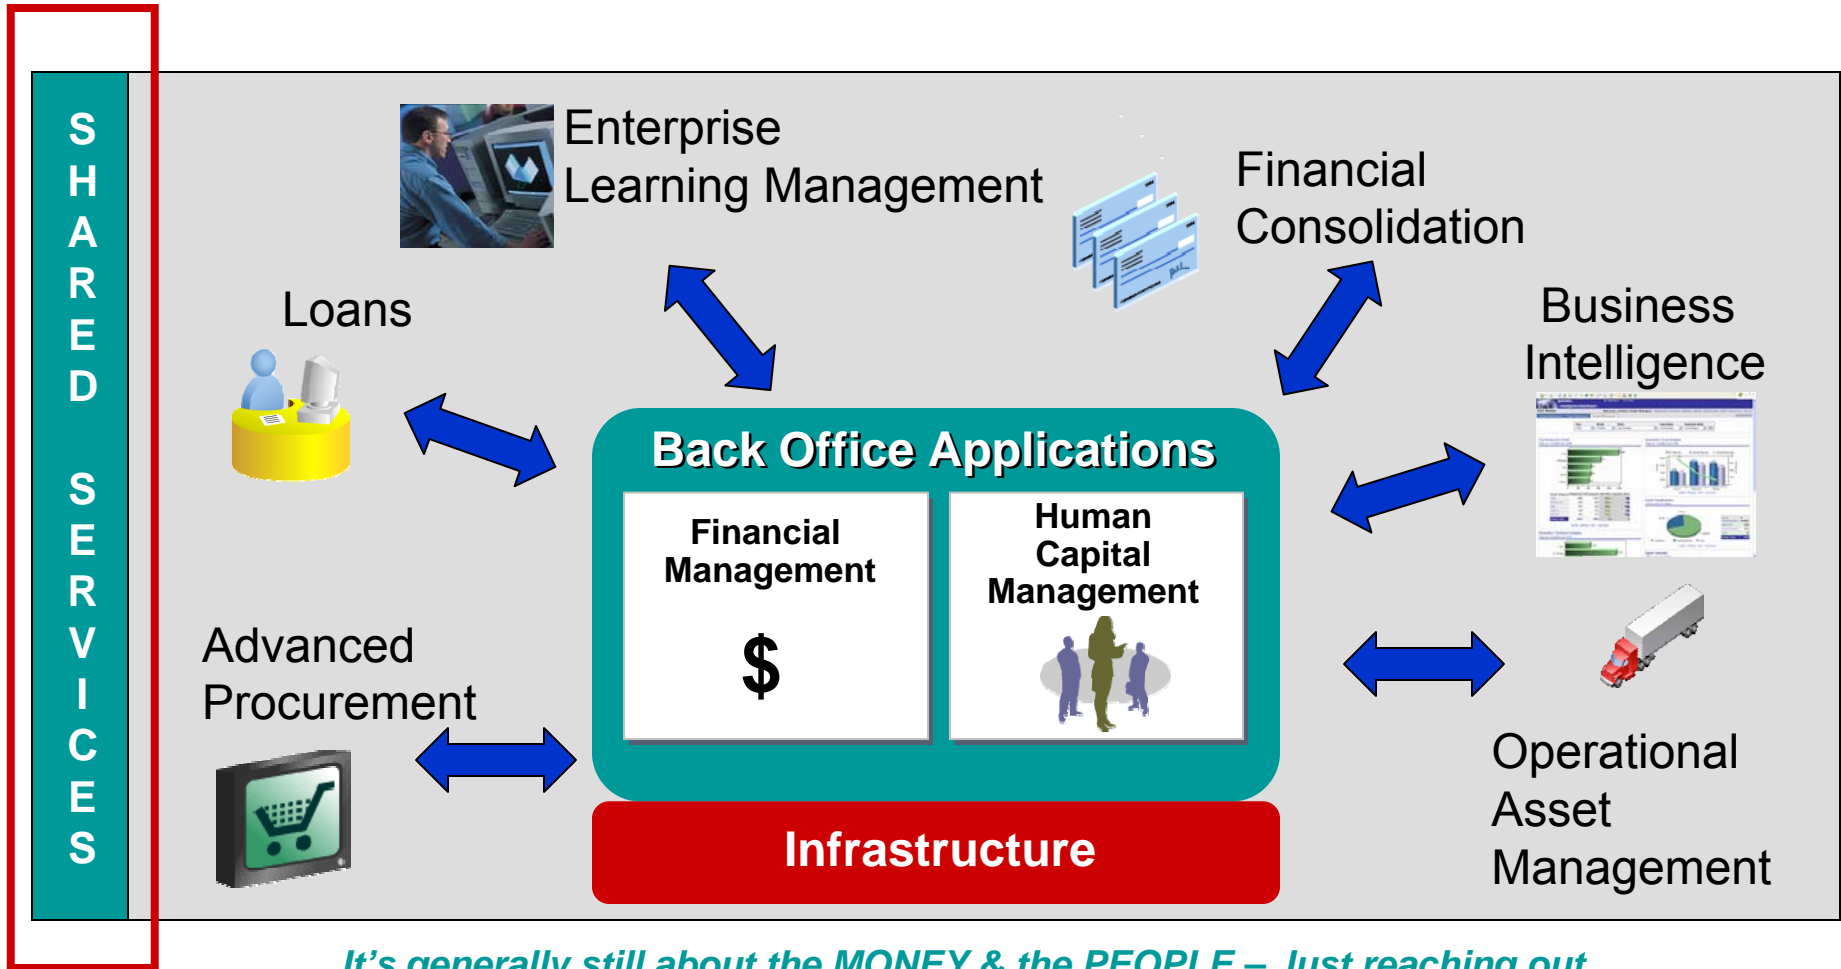 SHARED SERVICES
Enterprise
Learning Management
Financial
Consolidation
Loans
Business
Intelligence
Back Office Applications
Financial
Management
$
Human
Capital
Management
Advanced
Procurement
Operational
Asset
Management
Infrastructure
It's generally still about the MONEY & the PEOPLE – Just reaching out